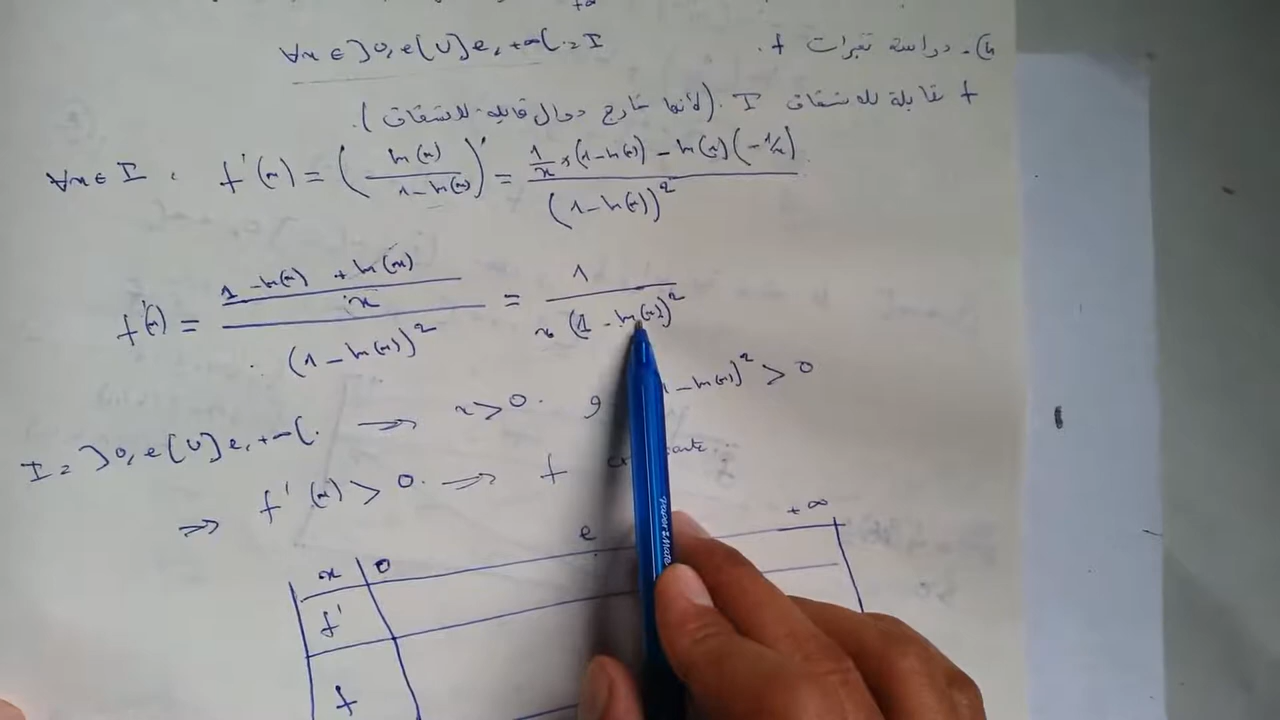 +∞
∀x ∈ ]0,e[ ∪ ]e,+∞[ = I
b). دراسة تغيرات f.
f قابلة للاشتقاق I. (لأنها خارج دوال قابلة للاشتقاق).
∀x ∈ I . f'(x) = (ln(x) / (1-ln(x)))' = (1/x × (1-ln(x)) - ln(x)(-1/x)) / (1-ln(x))²
f'(x) = ((1-ln(x) + ln(x)) / x) / (1-ln(x))² = 1 / (x(1-ln(x))²)
I = ]0,e[ ∪ ]e,+∞[. ⟹ x>0. و 1-ln(x))² > 0
⟹ f'(x) > 0. ⟹ f
x 0 e +∞
f'
f
PaperMate